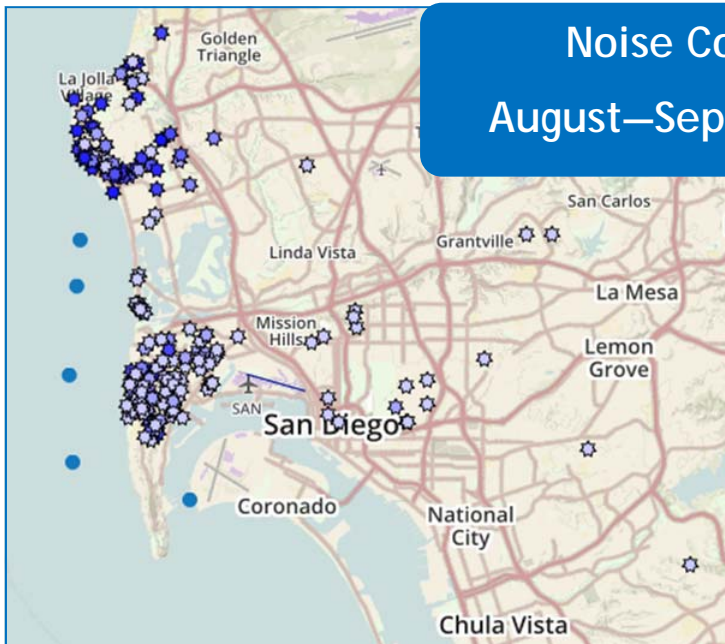 Noise Co
August—Sep
Golden
Triangle
La Jolla
Village
San Carlos
Grantville
Linda Vista
La Mesa
Mission
Hills
Lemon
Grove
SAN
San Diego
Coronado
National
City
Chula Vista